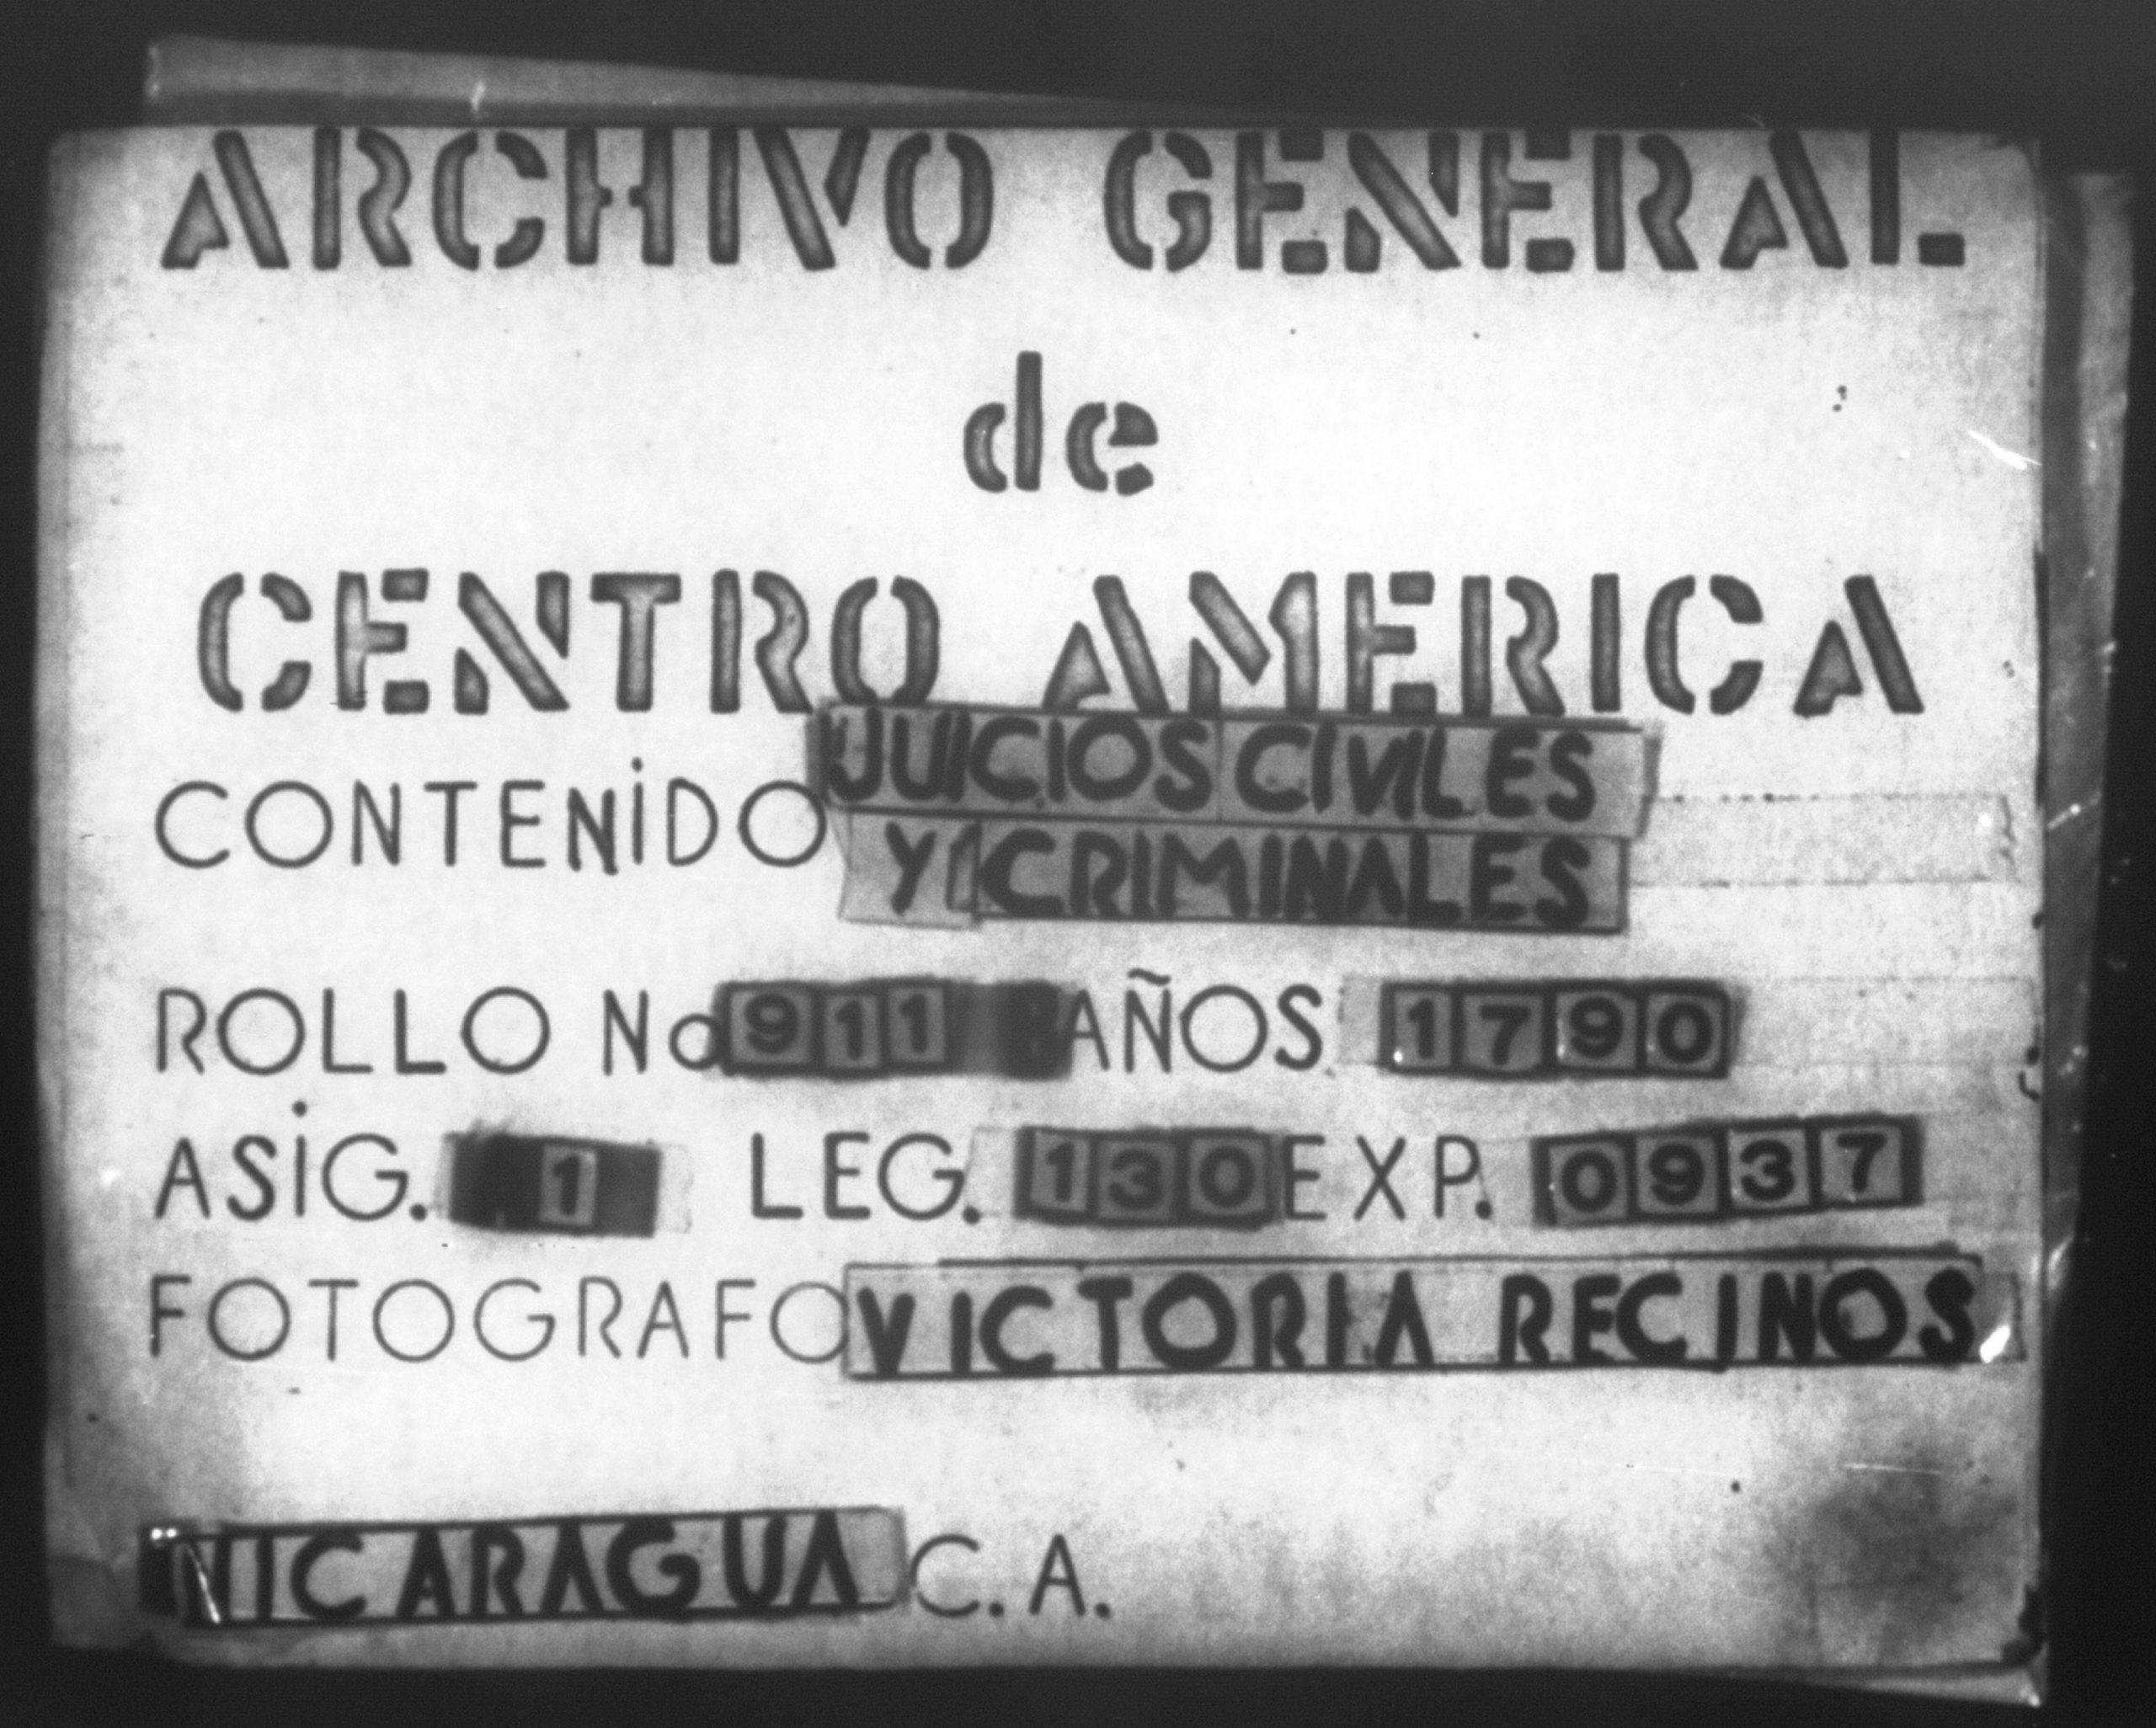 ARCHIVO GENERAL
de
CENTRO AMERICA
CONTENIDO JUICIOS CIVILES
Y CRIMINALES
ROLLO No 911 AÑOS 1790
ASIG. 1 LEG. 130 EXP. 0937
FOTOGRAFO VICTORIA RECINOS
NICARAGUA C.A.